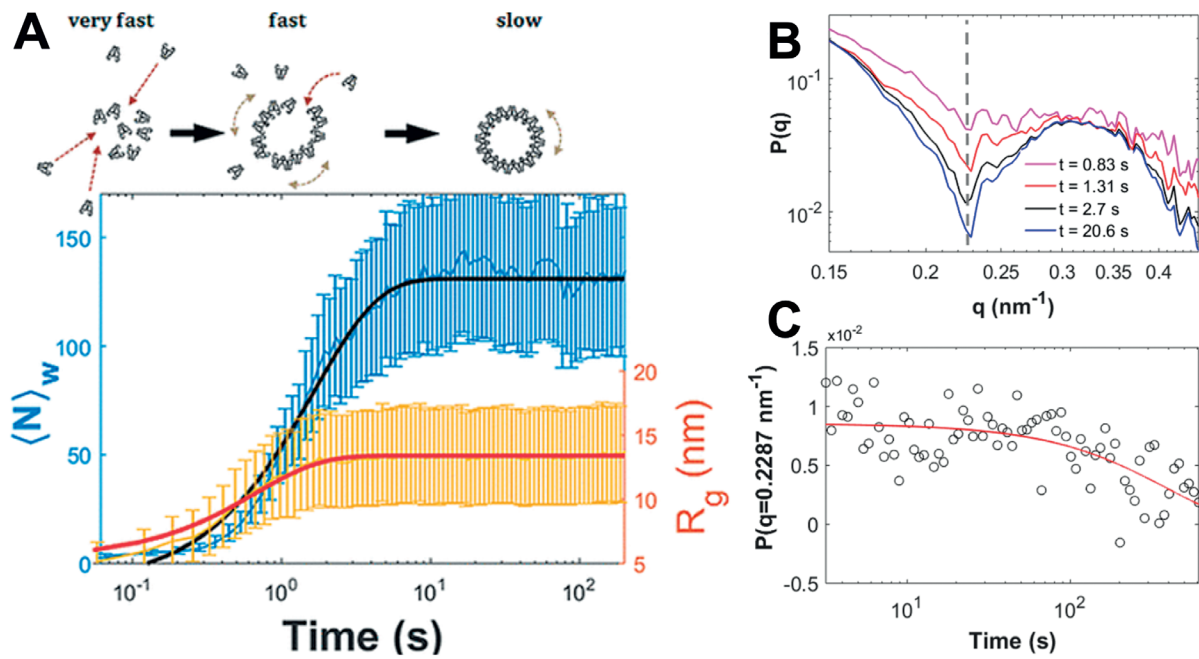 A
very fast
fast
slow
150
100
50
0
⟨N⟩w
20
15
10
5
Rg (nm)
10⁻¹
10⁰
10¹
10²
Time (s)
B
10⁻¹
10⁻²
P(q)
t = 0.83 s
t = 1.31 s
t = 2.7 s
t = 20.6 s
0.15
0.2
0.25
0.3
0.35
0.4
q (nm⁻¹)
C
×10⁻²
1.5
1
0.5
0
-0.5
P(q=0.2287 nm⁻¹)
10¹
10²
Time (s)